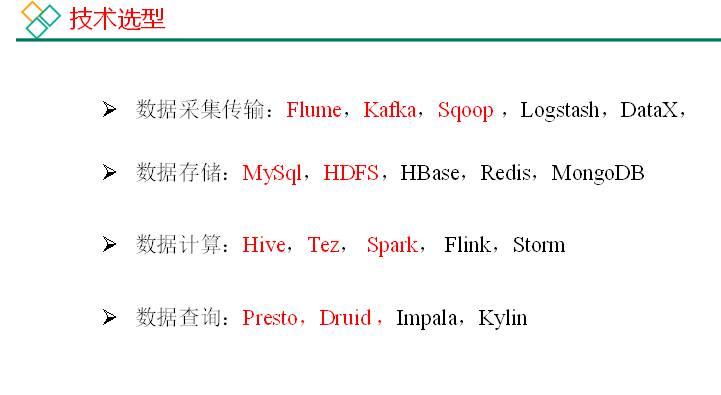 技术选型
➢ 数据采集传输：Flume，Kafka，Sqoop ，Logstash，DataX，
➢ 数据存储：MySql，HDFS，HBase，Redis，MongoDB
➢ 数据计算：Hive，Tez， Spark， Flink，Storm
➢ 数据查询：Presto，Druid ，Impala，Kylin